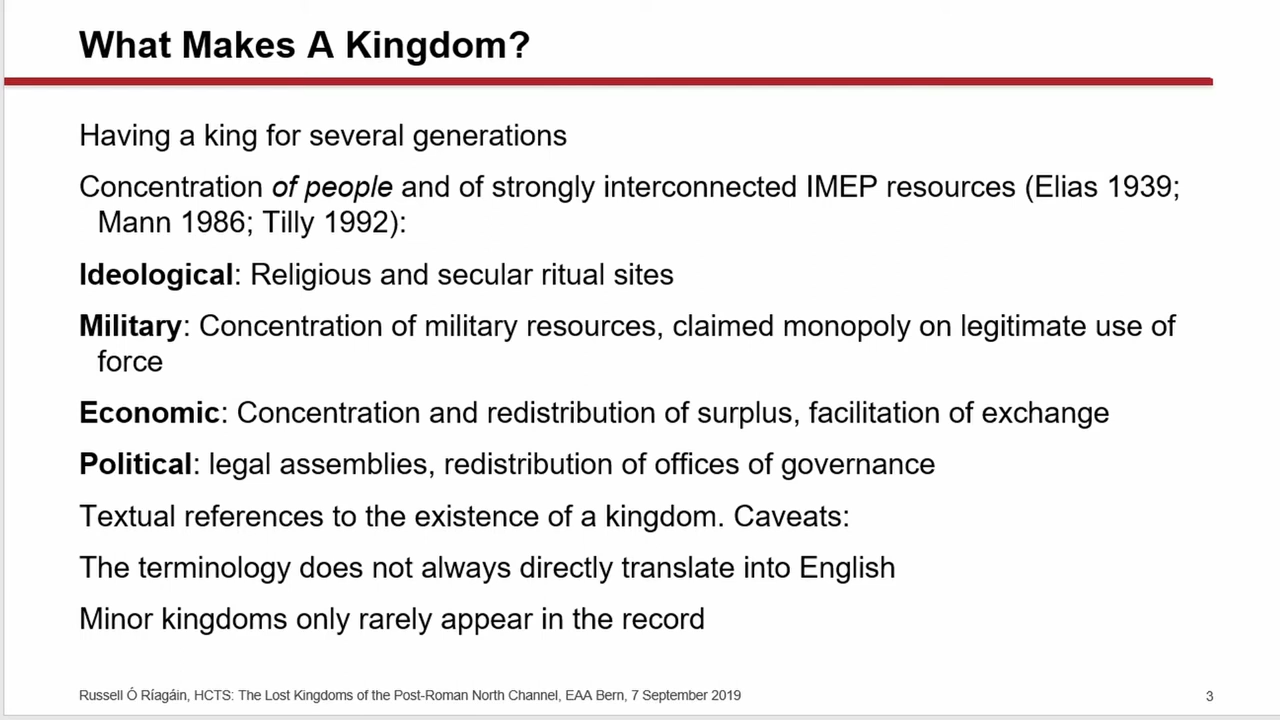 What Makes A Kingdom?
Having a king for several generations
Concentration of people and of strongly interconnected IMEP resources (Elias 1939;
Mann 1986; Tilly 1992):
Ideological: Religious and secular ritual sites
Military: Concentration of military resources, claimed monopoly on legitimate use of
force
Economic: Concentration and redistribution of surplus, facilitation of exchange
Political: legal assemblies, redistribution of offices of governance
Textual references to the existence of a kingdom. Caveats:
The terminology does not always directly translate into English
Minor kingdoms only rarely appear in the record
Russell Ó Ríagáin, HCTS: The Lost Kingdoms of the Post-Roman North Channel, EAA Bern, 7 September 2019
3